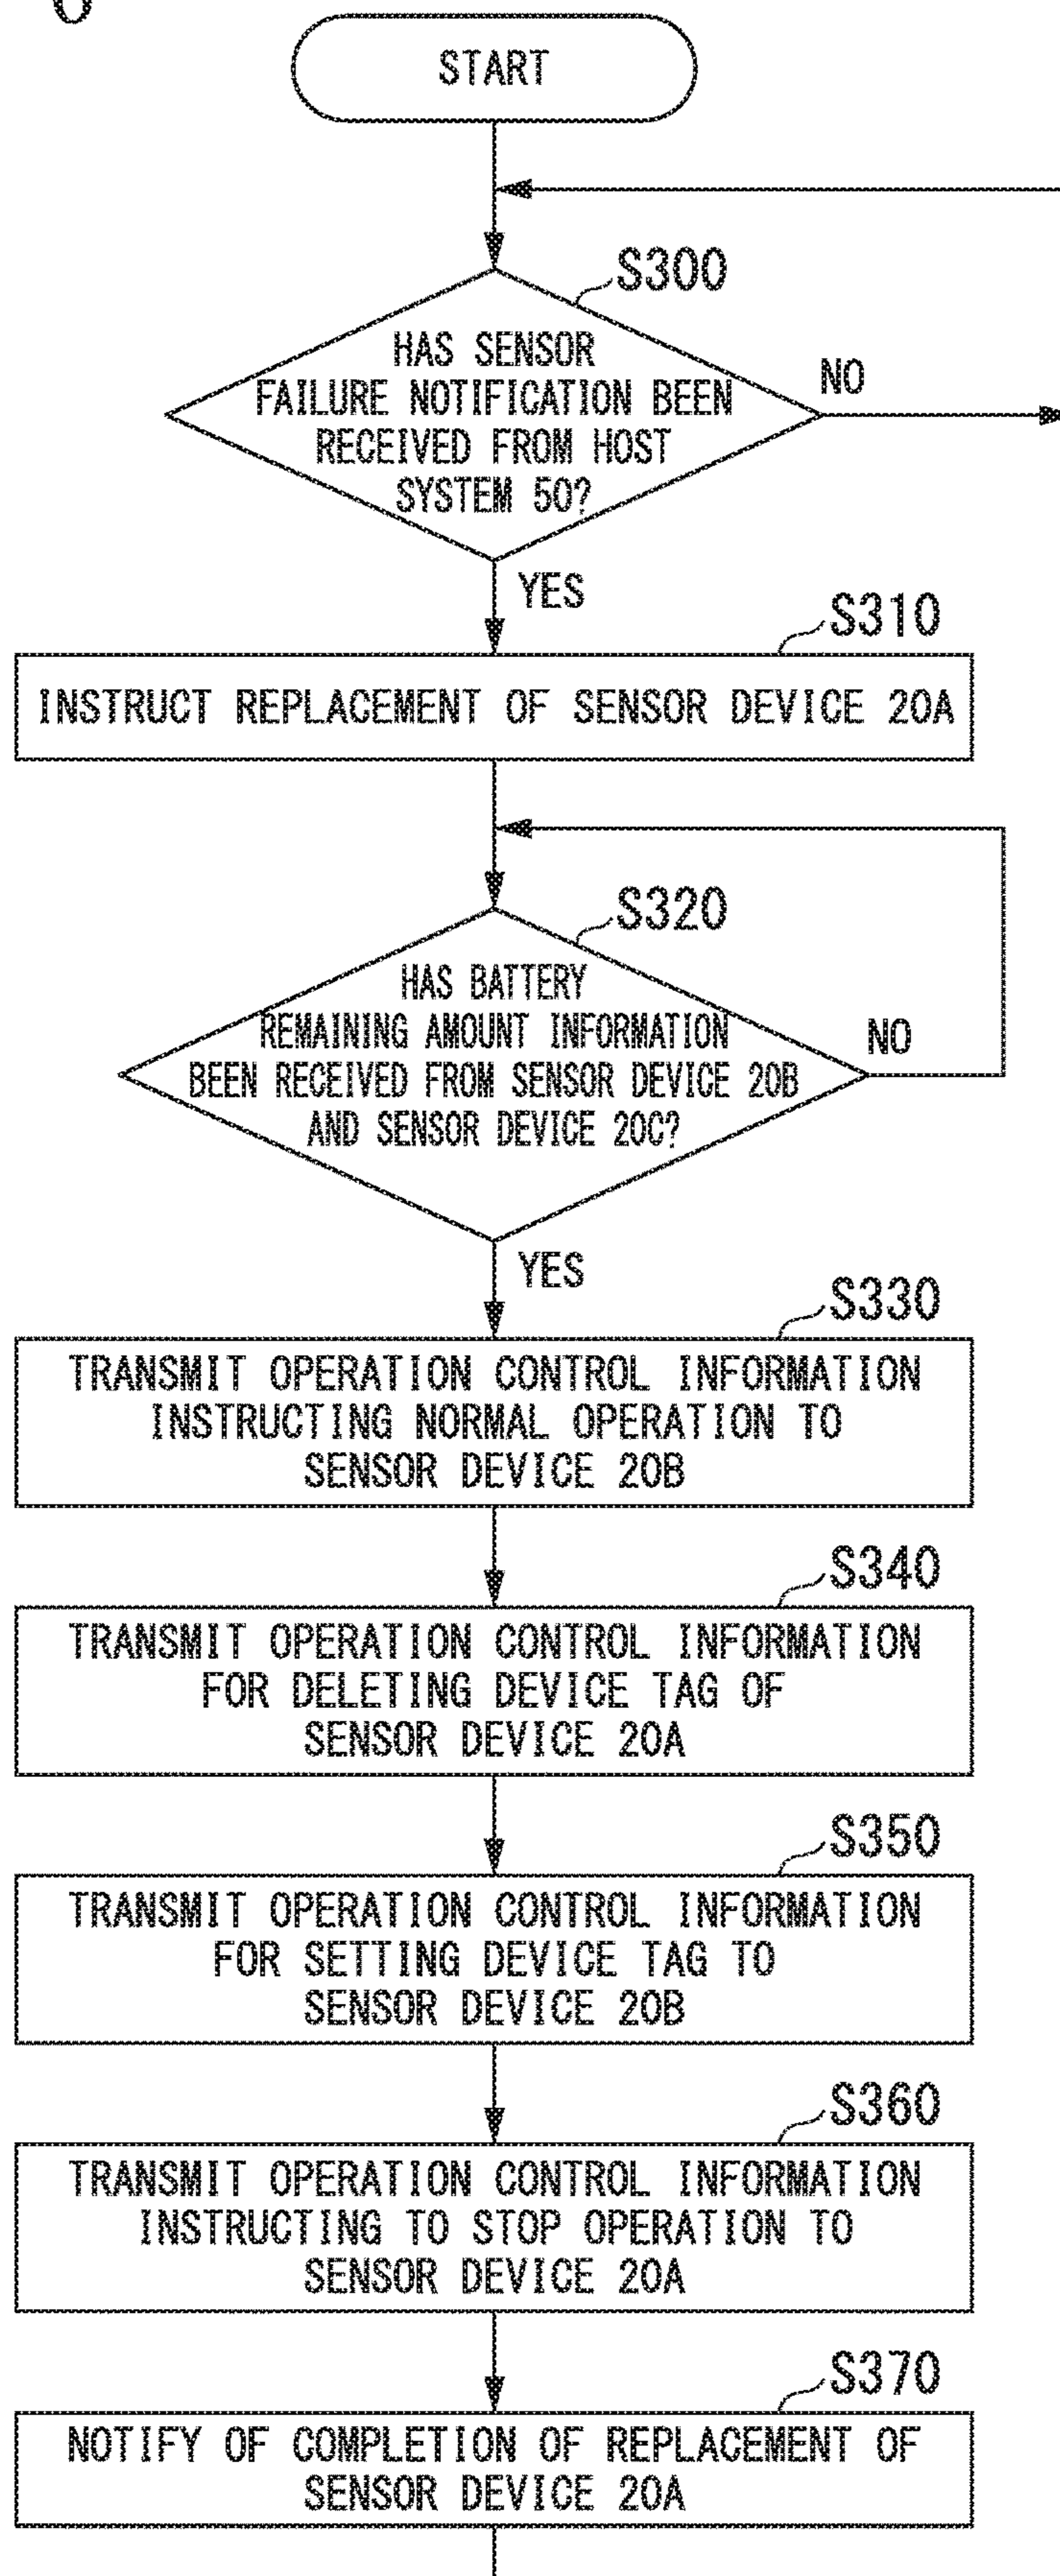 START
S300
HAS SENSOR
FAILURE NOTIFICATION BEEN
RECEIVED FROM HOST
SYSTEM 50?
NO
YES
S310
INSTRUCT REPLACEMENT OF SENSOR DEVICE 20A
S320
HAS BATTERY
REMAINING AMOUNT INFORMATION
BEEN RECEIVED FROM SENSOR DEVICE 20B
AND SENSOR DEVICE 20C?
NO
YES
S330
TRANSMIT OPERATION CONTROL INFORMATION
INSTRUCTING NORMAL OPERATION TO
SENSOR DEVICE 20B
S340
TRANSMIT OPERATION CONTROL INFORMATION
FOR DELETING DEVICE TAG OF
SENSOR DEVICE 20A
S350
TRANSMIT OPERATION CONTROL INFORMATION
FOR SETTING DEVICE TAG TO
SENSOR DEVICE 20B
S360
TRANSMIT OPERATION CONTROL INFORMATION
INSTRUCTING TO STOP OPERATION TO
SENSOR DEVICE 20A
S370
NOTIFY OF COMPLETION OF REPLACEMENT OF
SENSOR DEVICE 20A